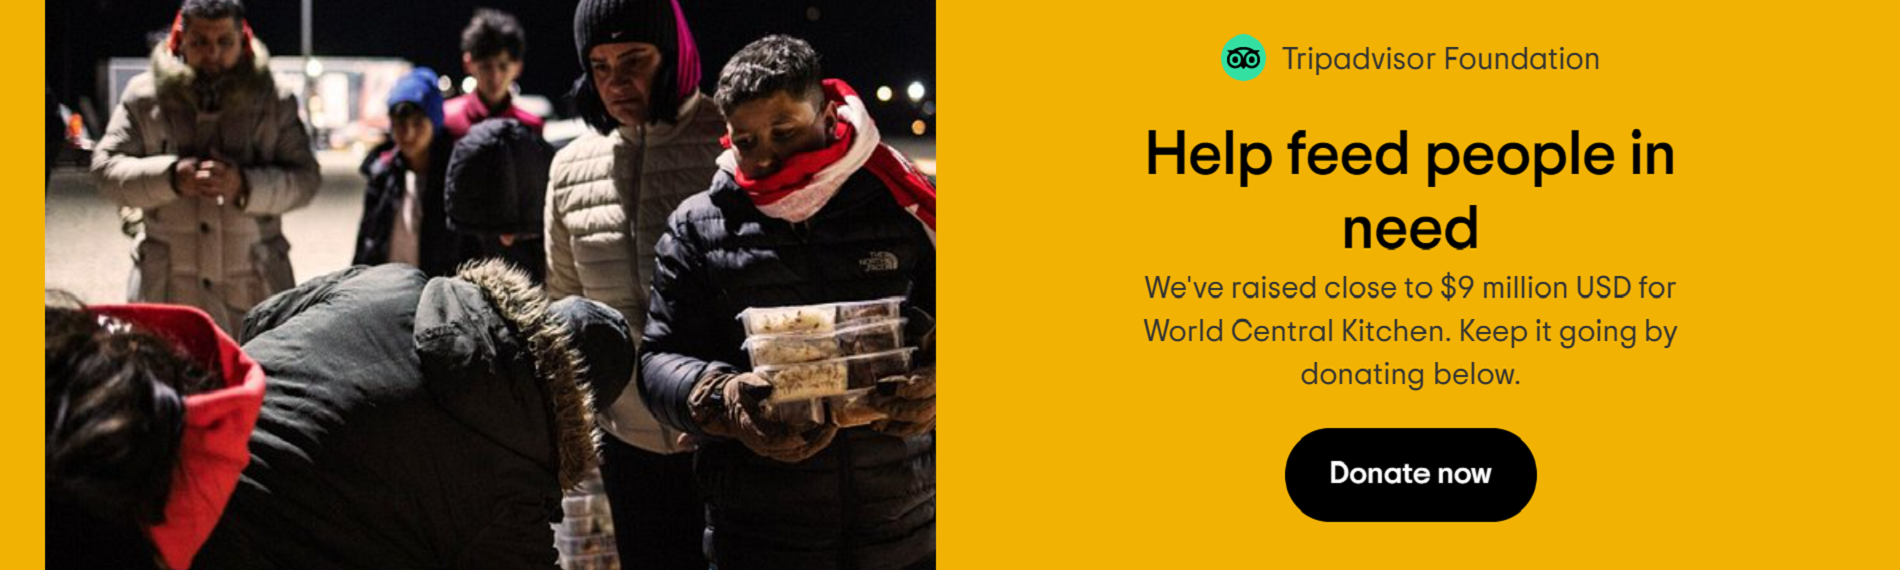 Tripadvisor Foundation
Help feed people in
need
We've raised close to $9 million USD for
World Central Kitchen. Keep it going by
donating below.
Donate now
THE
NORTH
FACE